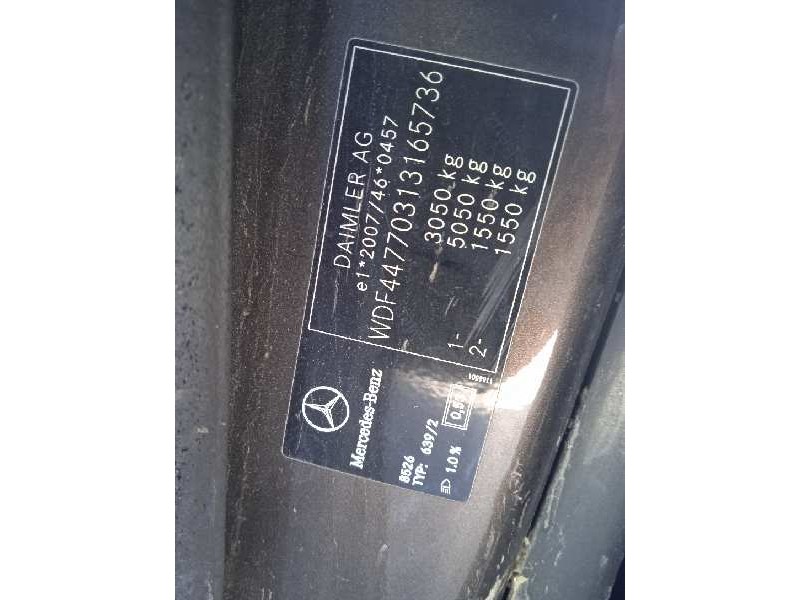 DAIMLER AG
e1*2007/46*0457
WDF44770313165736
3050 kg
5050 kg
1- 1550 kg
2- 1550 kg
Mercedes-Benz
8526
TYP: 639/2
1.0 %